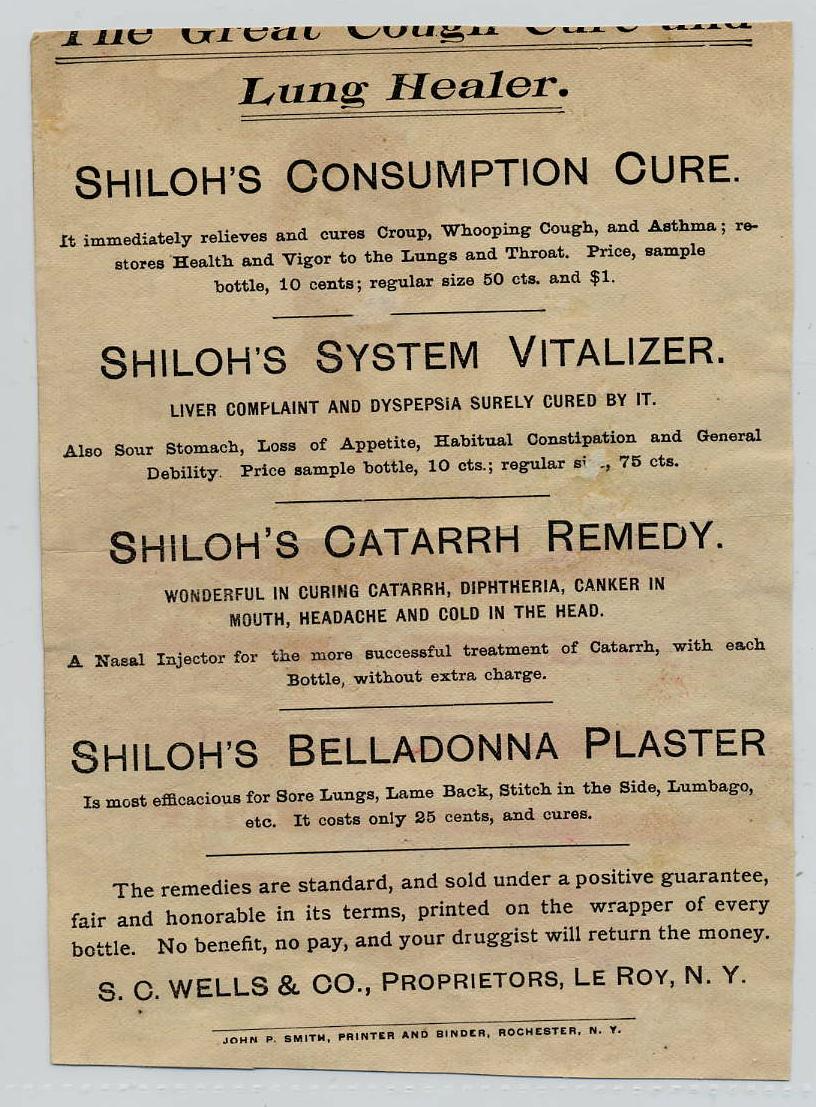 The Great Cough Cure and
Lung Healer.
SHILOH'S CONSUMPTION CURE.
It immediately relieves and cures Croup, Whooping Cough, and Asthma; re-
stores Health and Vigor to the Lungs and Throat. Price, sample
bottle, 10 cents; regular size 50 cts. and $1.
SHILOH'S SYSTEM VITALIZER.
LIVER COMPLAINT AND DYSPEPSIA SURELY CURED BY IT.
Also Sour Stomach, Loss of Appetite, Habitual Constipation and General
Debility. Price sample bottle, 10 cts.; regular 75 cts.
SHILOH'S CATARRH REMEDY.
WONDERFUL IN CURING CATARRH, DIPHTHERIA, CANKER IN
MOUTH, HEADACHE AND COLD IN THE HEAD.
A Nasal Injector for the more successful treatment of Catarrh, with each
Bottle, without extra charge.
SHILOH'S BELLADONNA PLASTER
Is most efficacious for Sore Lungs, Lame Back, Stitch in the Side, Lumbago,
etc. It costs only 25 cents, and cures.
The remedies are standard, and sold under a positive guarantee,
fair and honorable in its terms, printed on the wrapper of every
bottle. No benefit, no pay, and your druggist will return the money.
S. C. WELLS & CO., PROPRIETORS, LE ROY, N. Y.
JOHN P. SMITH, PRINTER AND BINDER, ROCHESTER, N. Y.